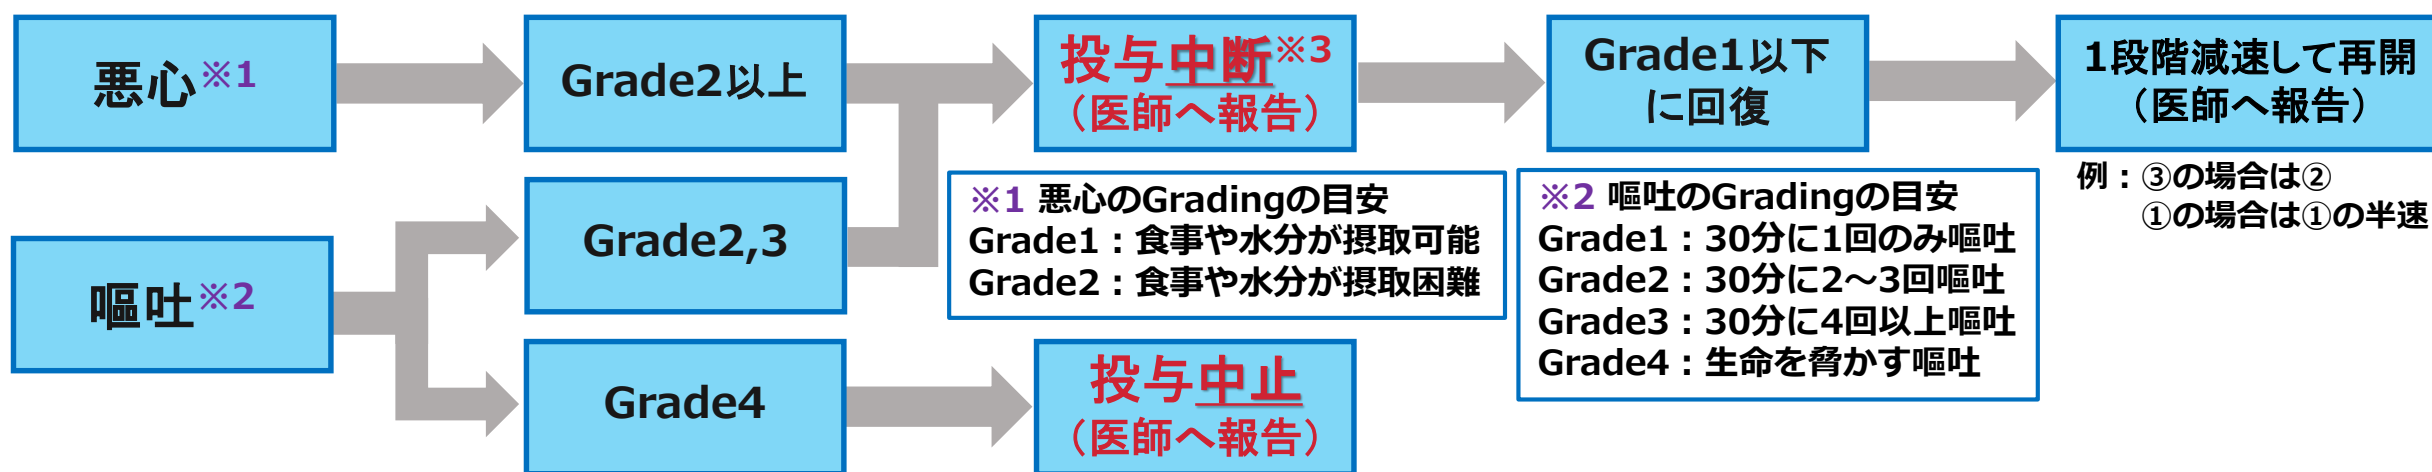 悪心※1
Grade2以上
投与中断※3
（医師へ報告）
Grade1以下
に回復
1段階減速して再開
（医師へ報告）
例：③の場合は②
①の場合は①の半速
嘔吐※2
Grade2,3
Grade4
投与中止
（医師へ報告）
※1 悪心のGradingの目安
Grade1：食事や水分が摂取可能
Grade2：食事や水分が摂取困難
※2 嘔吐のGradingの目安
Grade1：30分に1回のみ嘔吐
Grade2：30分に2～3回嘔吐
Grade3：30分に4回以上嘔吐
Grade4：生命を脅かす嘔吐